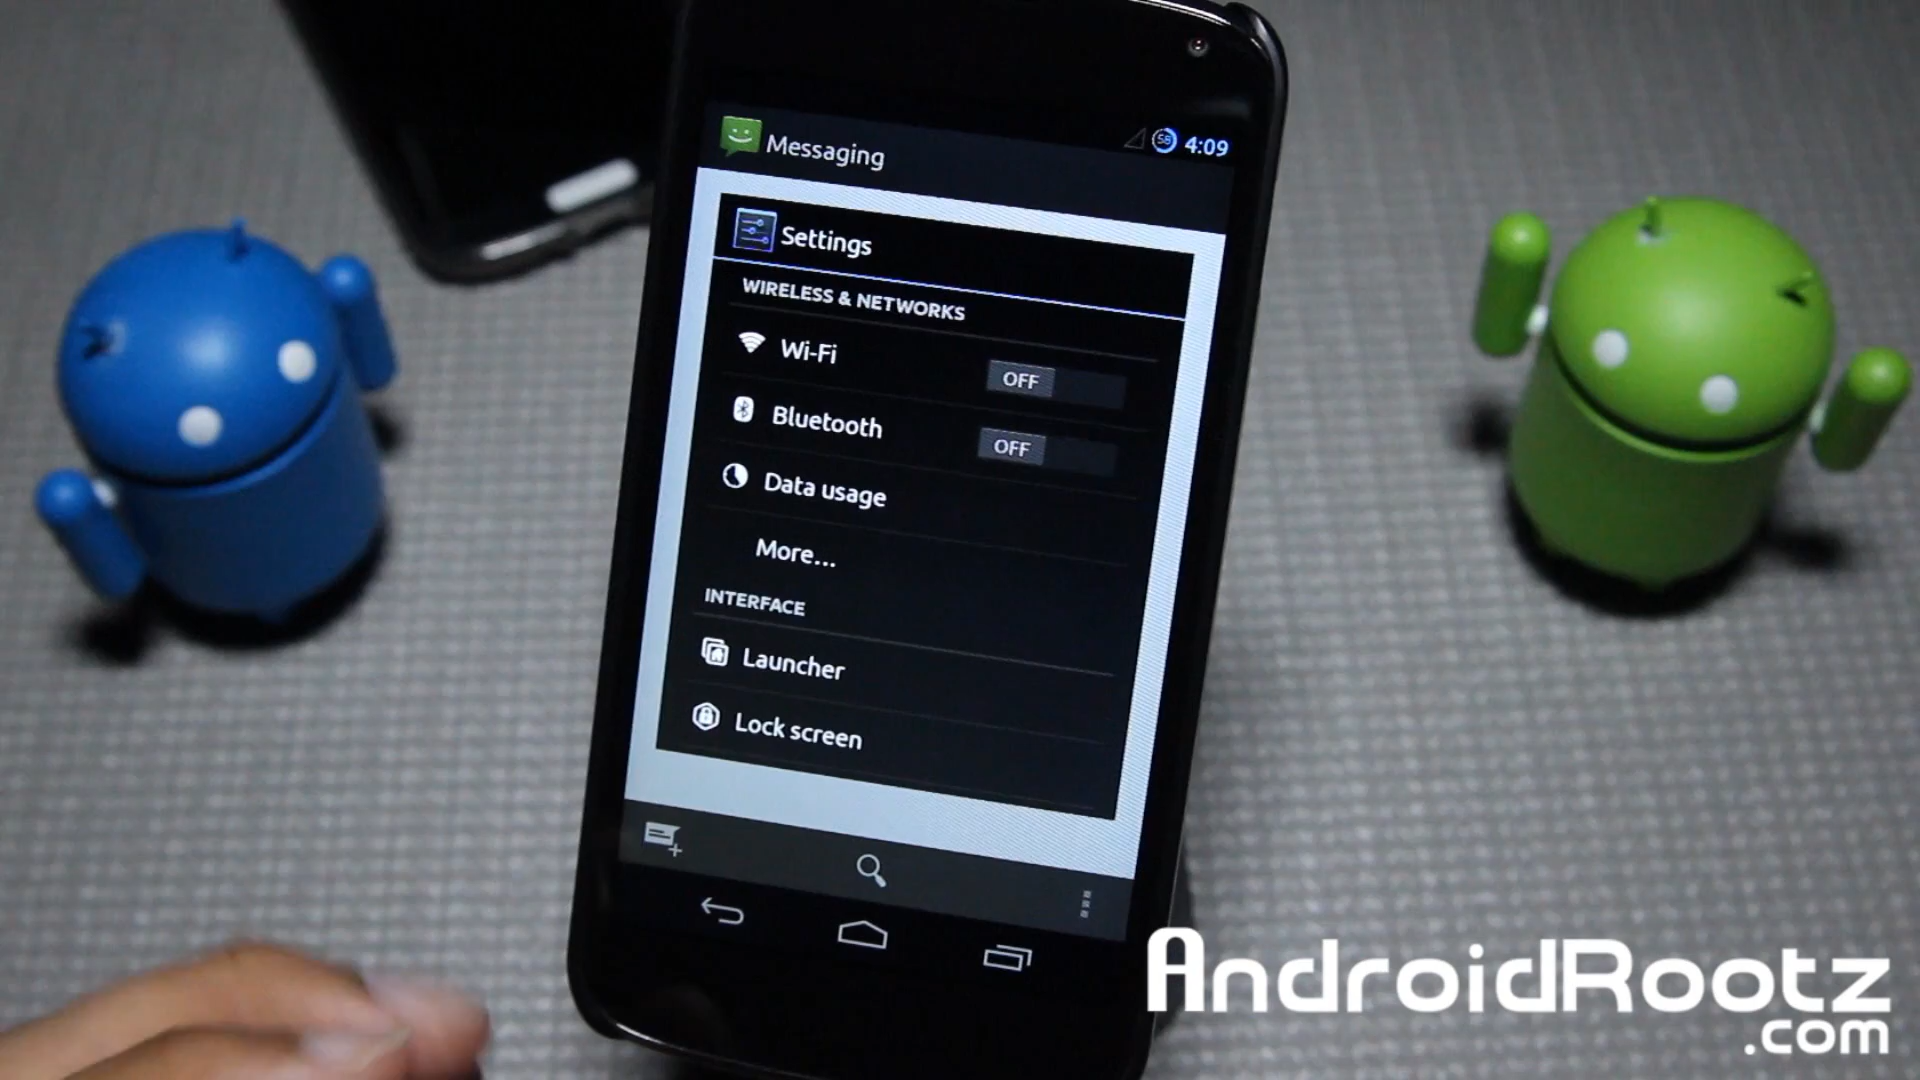 Messaging
58 4:09
Settings
WIRELESS & NETWORKS
Wi-Fi
OFF
Bluetooth
OFF
Data usage
More...
INTERFACE
Launcher
Lock screen
AndroidRootz
.com